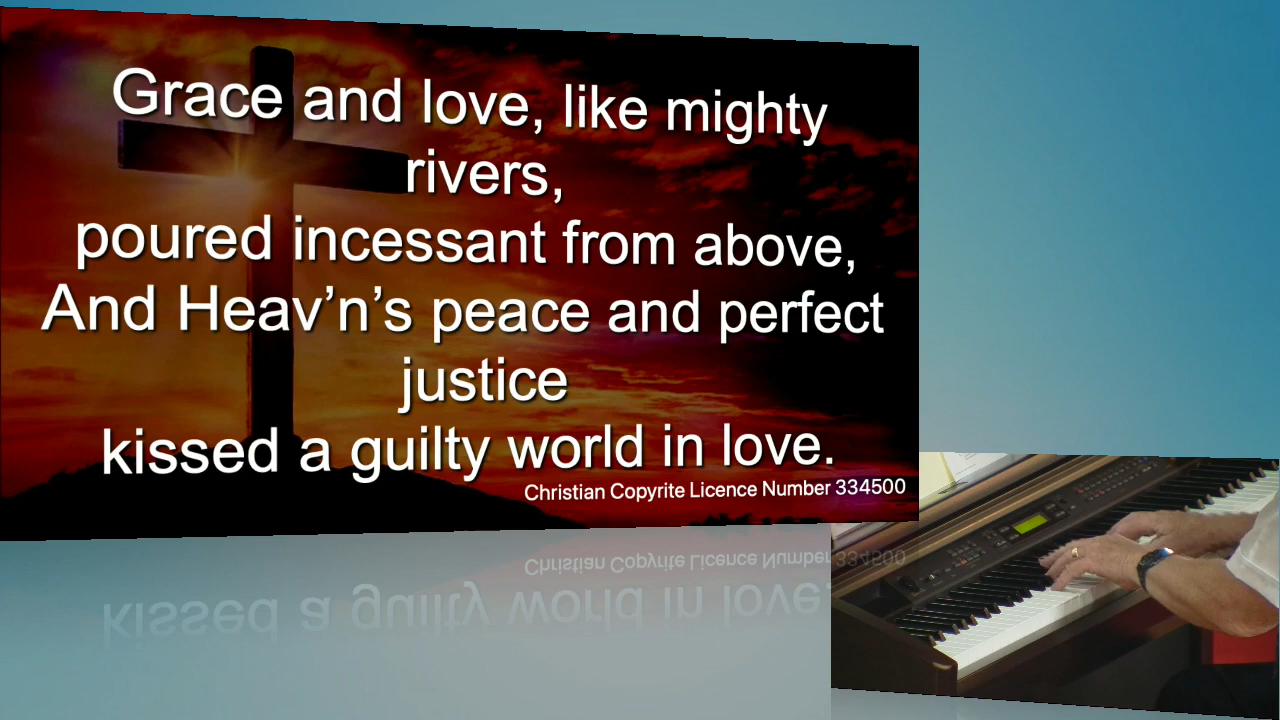 Grace and love, like mighty
rivers,
poured incessant from above,
And Heav’n’s peace and perfect
justice
kissed a guilty world in love.
Christian Copyrite Licence Number 334500